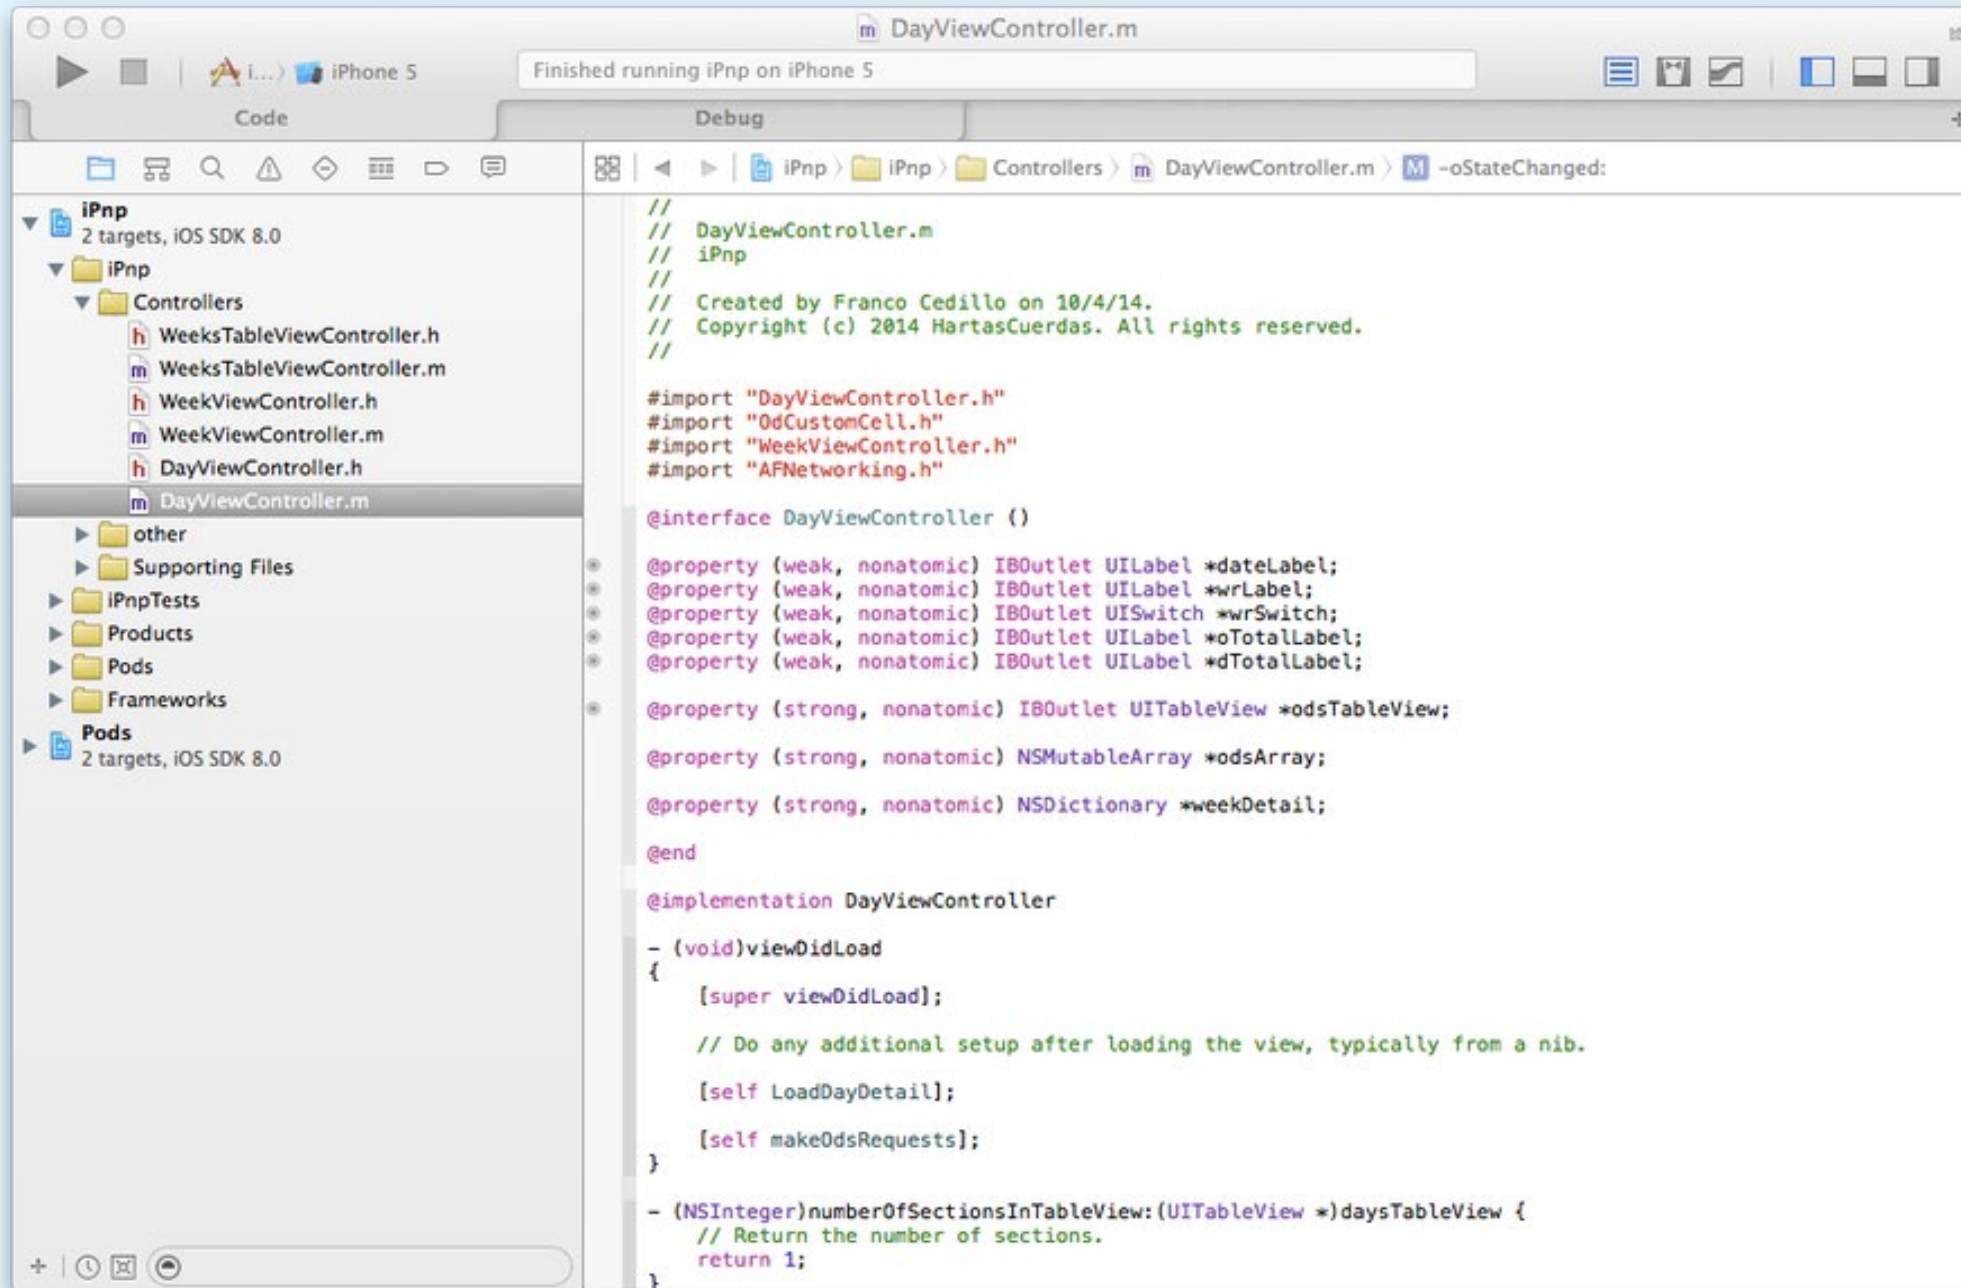 DayViewController.m
i... iPhone 5
Finished running iPnp on iPhone 5
Code
Debug
iPnp
iPnp
Controllers
DayViewController.m
M -oStateChanged:
iPnp
2 targets, iOS SDK 8.0
iPnp
Controllers
h WeeksTableViewController.h
m WeeksTableViewController.m
h WeekViewController.h
m WeekViewController.m
h DayViewController.h
m DayViewController.m
other
Supporting Files
iPnpTests
Products
Pods
Frameworks
Pods
2 targets, iOS SDK 8.0
//
//  DayViewController.m
//  iPnp
//
//  Created by Franco Cedillo on 10/4/14.
//  Copyright (c) 2014 HartasCuerdas. All rights reserved.
//
#import "DayViewController.h"
#import "OdCustomCell.h"
#import "WeekViewController.h"
#import "AFNetworking.h"
@interface DayViewController ()
@property (weak, nonatomic) IBOutlet UILabel *dateLabel;
@property (weak, nonatomic) IBOutlet UILabel *wrLabel;
@property (weak, nonatomic) IBOutlet UISwitch *wrSwitch;
@property (weak, nonatomic) IBOutlet UILabel *oTotalLabel;
@property (weak, nonatomic) IBOutlet UILabel *dTotalLabel;
@property (strong, nonatomic) IBOutlet UITableView *odsTableView;
@property (strong, nonatomic) NSMutableArray *odsArray;
@property (strong, nonatomic) NSDictionary *weekDetail;
@end
@implementation DayViewController
- (void)viewDidLoad
{
[super viewDidLoad];
// Do any additional setup after loading the view, typically from a nib.
[self LoadDayDetail];
[self makeOdsRequests];
}
- (NSInteger)numberOfSectionsInTableView:(UITableView *)daysTableView {
// Return the number of sections.
return 1;
}